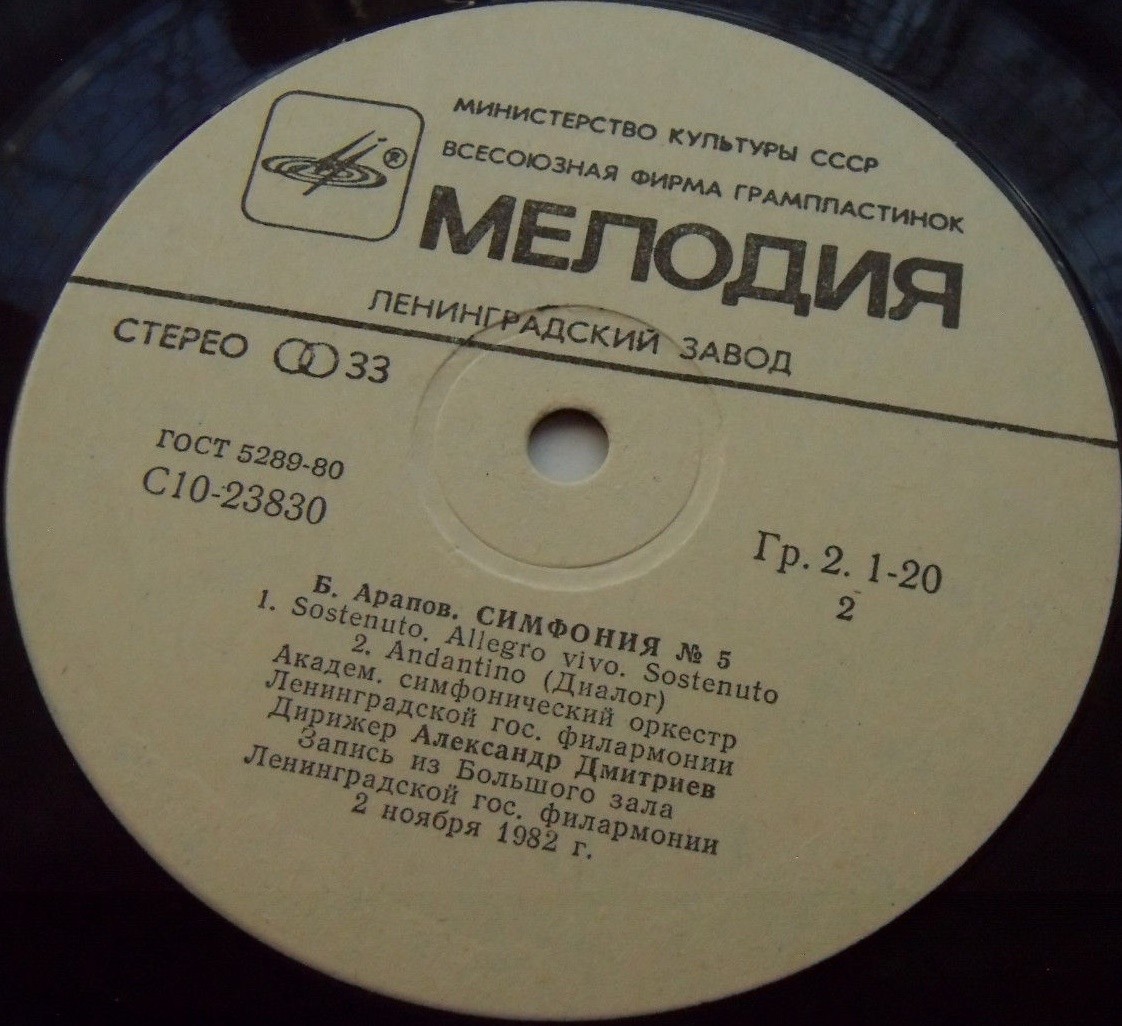 МИНИСТЕРСТВО КУЛЬТУРЫ СССР
ВСЕСОЮЗНАЯ ФИРМА ГРАМПЛАСТИНОК
®
МЕЛОДИЯ
ЛЕНИНГРАДСКИЙ ЗАВОД
СТЕРЕО 33
ГОСТ 5289-80
С10-23830
Гр. 2. 1-20
2
Б. Арапов. СИМФОНИЯ № 5
1. Sostenuto. Allegro vivo. Sostenuto
2. Andantino (Диалог)
Академ. симфонический оркестр
Ленинградской гос. филармонии
Дирижер Александр Дмитриев
Запись из Большого зала
Ленинградской гос. филармонии
2 ноября 1982 г.